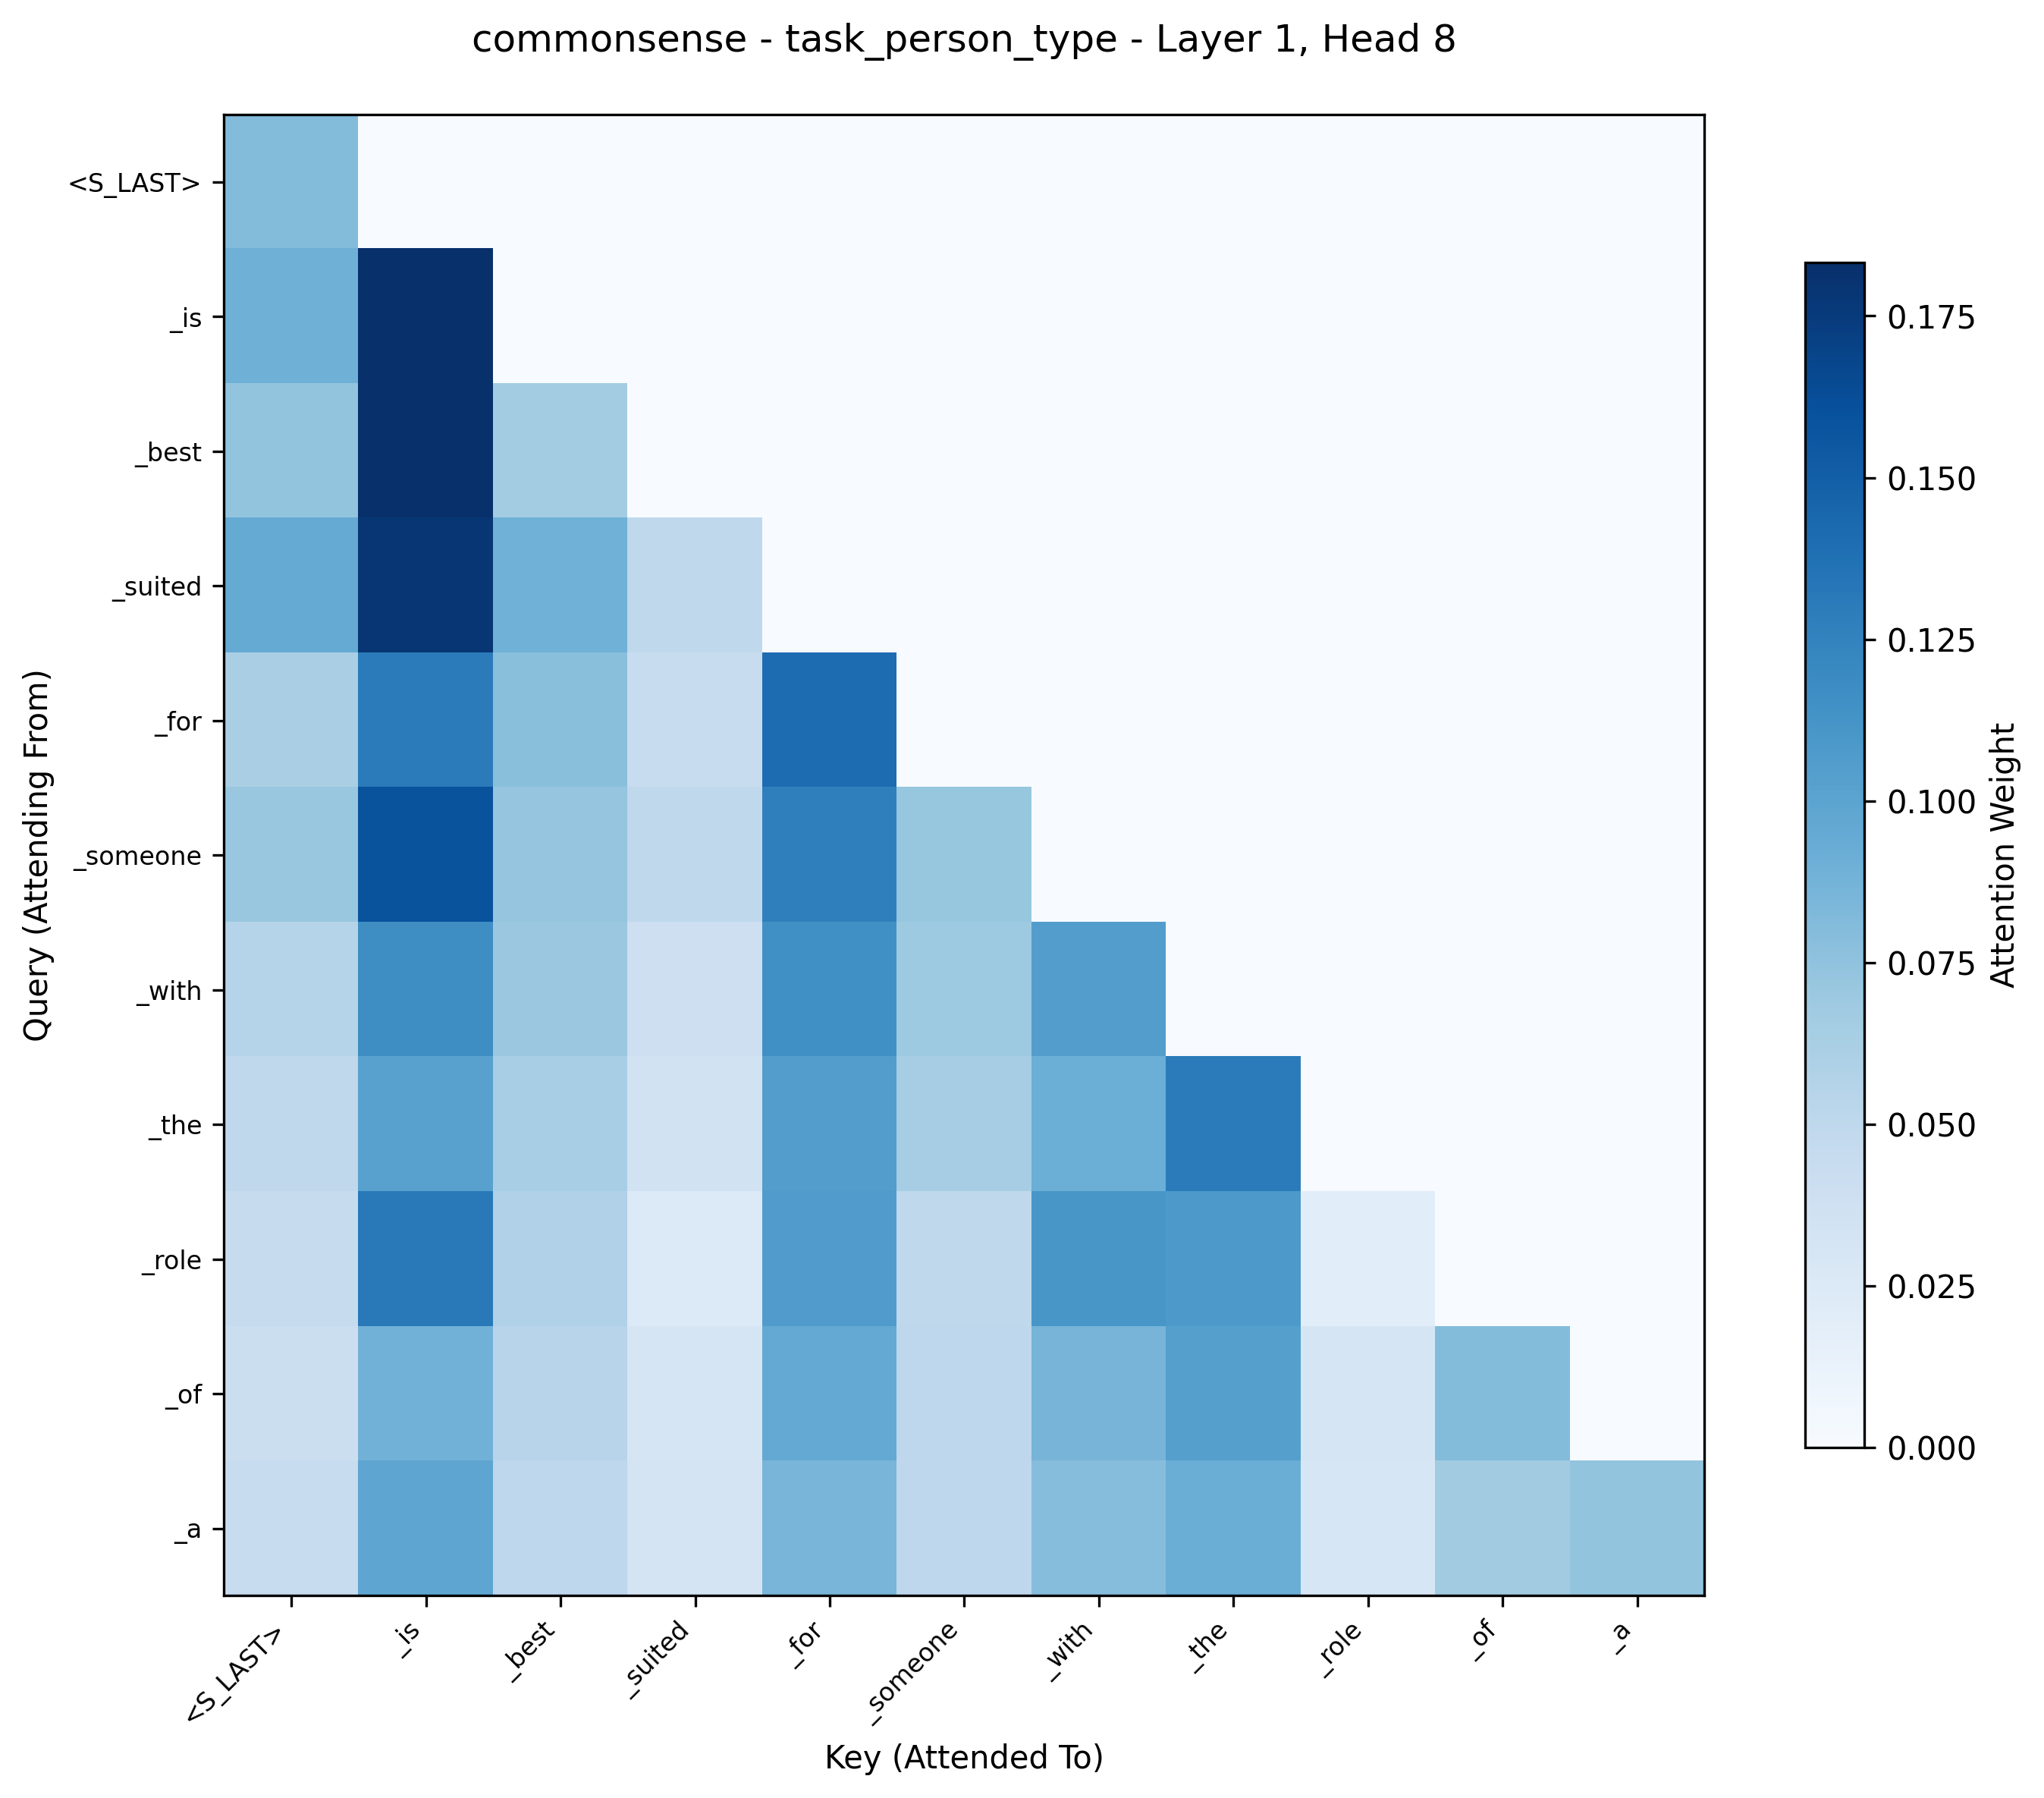 commonsense - task_person_type - Layer 1, Head 8
Query (Attending From)
<S_LAST>
_is
_best
_suited
_for
_someone
_with
_the
_role
_of
_a
<S_LAST>
_is
_best
_suited
_for
_someone
_with
_the
_role
_of
_a
Key (Attended To)
0.175
0.150
0.125
0.100
0.075
0.050
0.025
0.000
Attention Weight